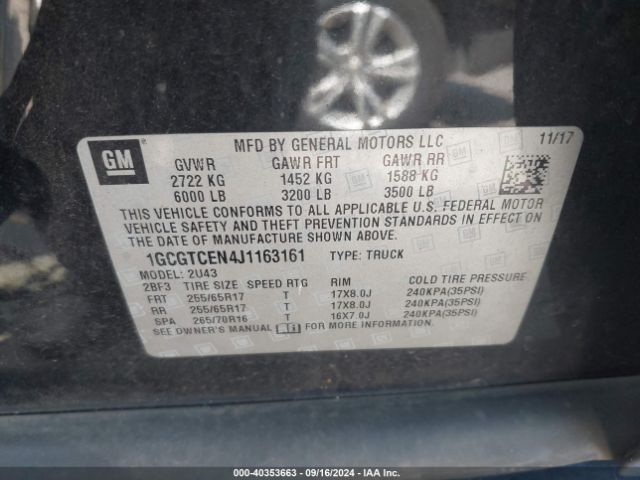 GM
MFD BY GENERAL MOTORS LLC 11/17
GVWR GAWR FRT GAWR RR
2722 KG 1452 KG 1588 KG
6000 LB 3200 LB 3500 LB
THIS VEHICLE CONFORMS TO ALL APPLICABLE U.S. FEDERAL MOTOR
VEHICLE SAFETY AND THEFT PREVENTION STANDARDS IN EFFECT ON
THE DATE OF MANUFACTURE SHOWN ABOVE.
1GCGTCEN4J1163161 TYPE: TRUCK
MODEL: 2U43
2BF3 TIRE SIZE SPEED RTG RIM COLD TIRE PRESSURE
FRT 255/65R17 T 17X8.0J 240KPA(35PSI)
RR 255/65R17 T 17X8.0J 240KPA(35PSI)
SPA 265/70R16 T 16X7.0J 240KPA(35PSI)
SEE OWNER'S MANUAL FOR MORE INFORMATION.
© - 40353663 - 09/16/2024 - IAA, Inc.